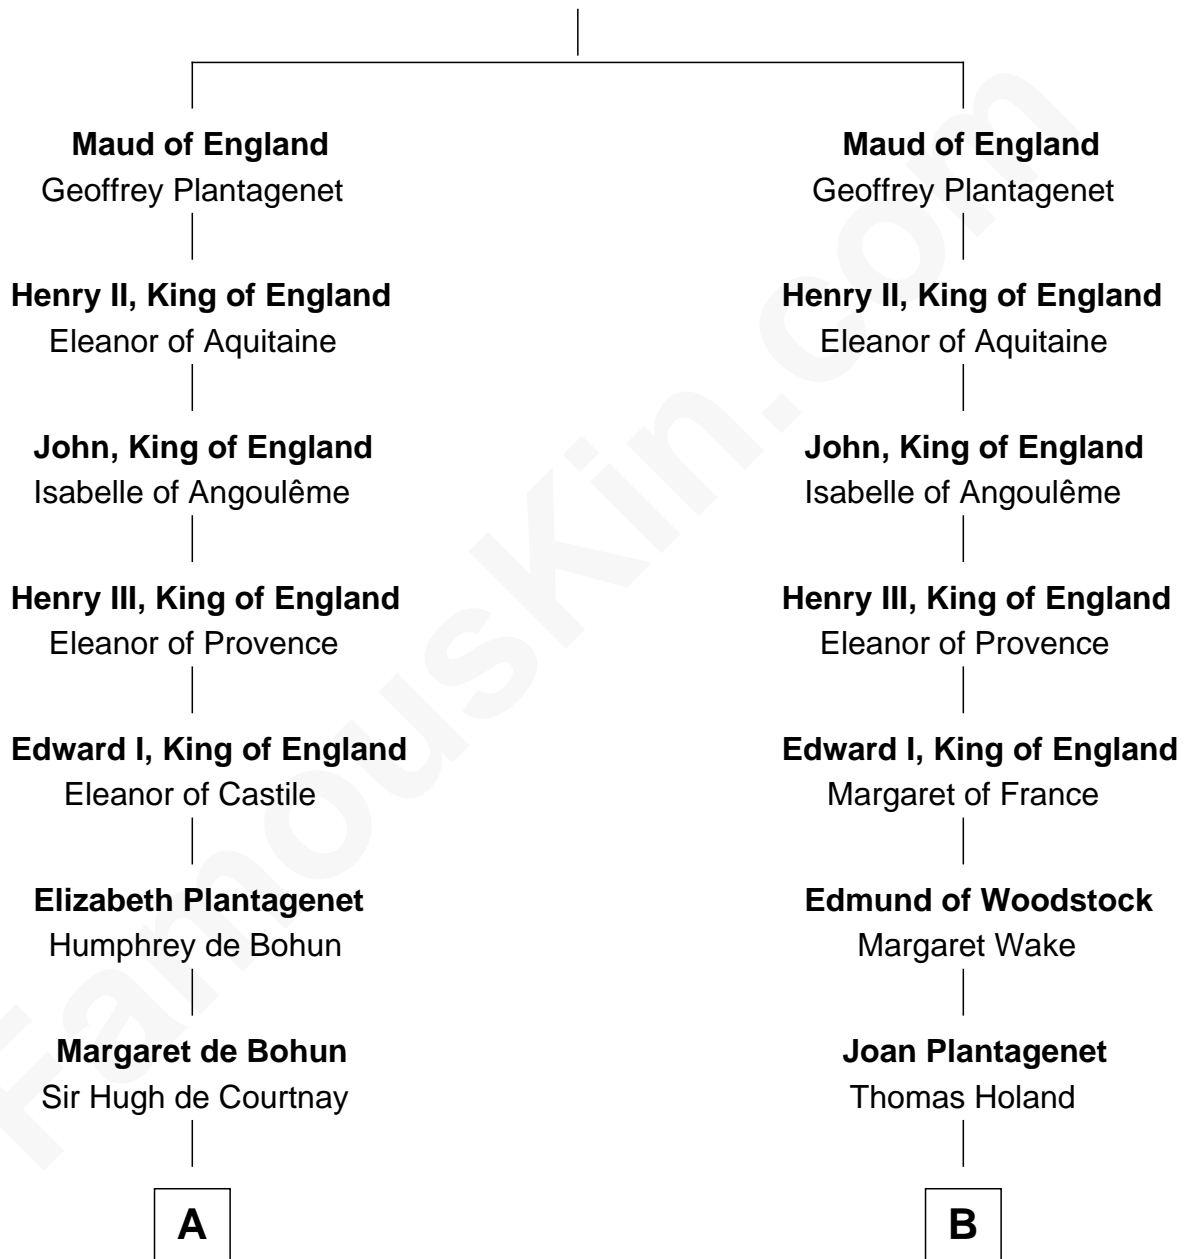 Maud of England
Geoffrey Plantagenet
Henry II, King of England
Eleanor of Aquitaine
John, King of England
Isabelle of Angoulême
Henry III, King of England
Eleanor of Provence
Edward I, King of England
Eleanor of Castile
Elizabeth Plantagenet
Humphrey de Bohun
Margaret de Bohun
Sir Hugh de Courtnay
A
Maud of England
Geoffrey Plantagenet
Henry II, King of England
Eleanor of Aquitaine
John, King of England
Isabelle of Angoulême
Henry III, King of England
Eleanor of Provence
Edward I, King of England
Margaret of France
Edmund of Woodstock
Margaret Wake
Joan Plantagenet
Thomas Holand
B
FamousKin.com